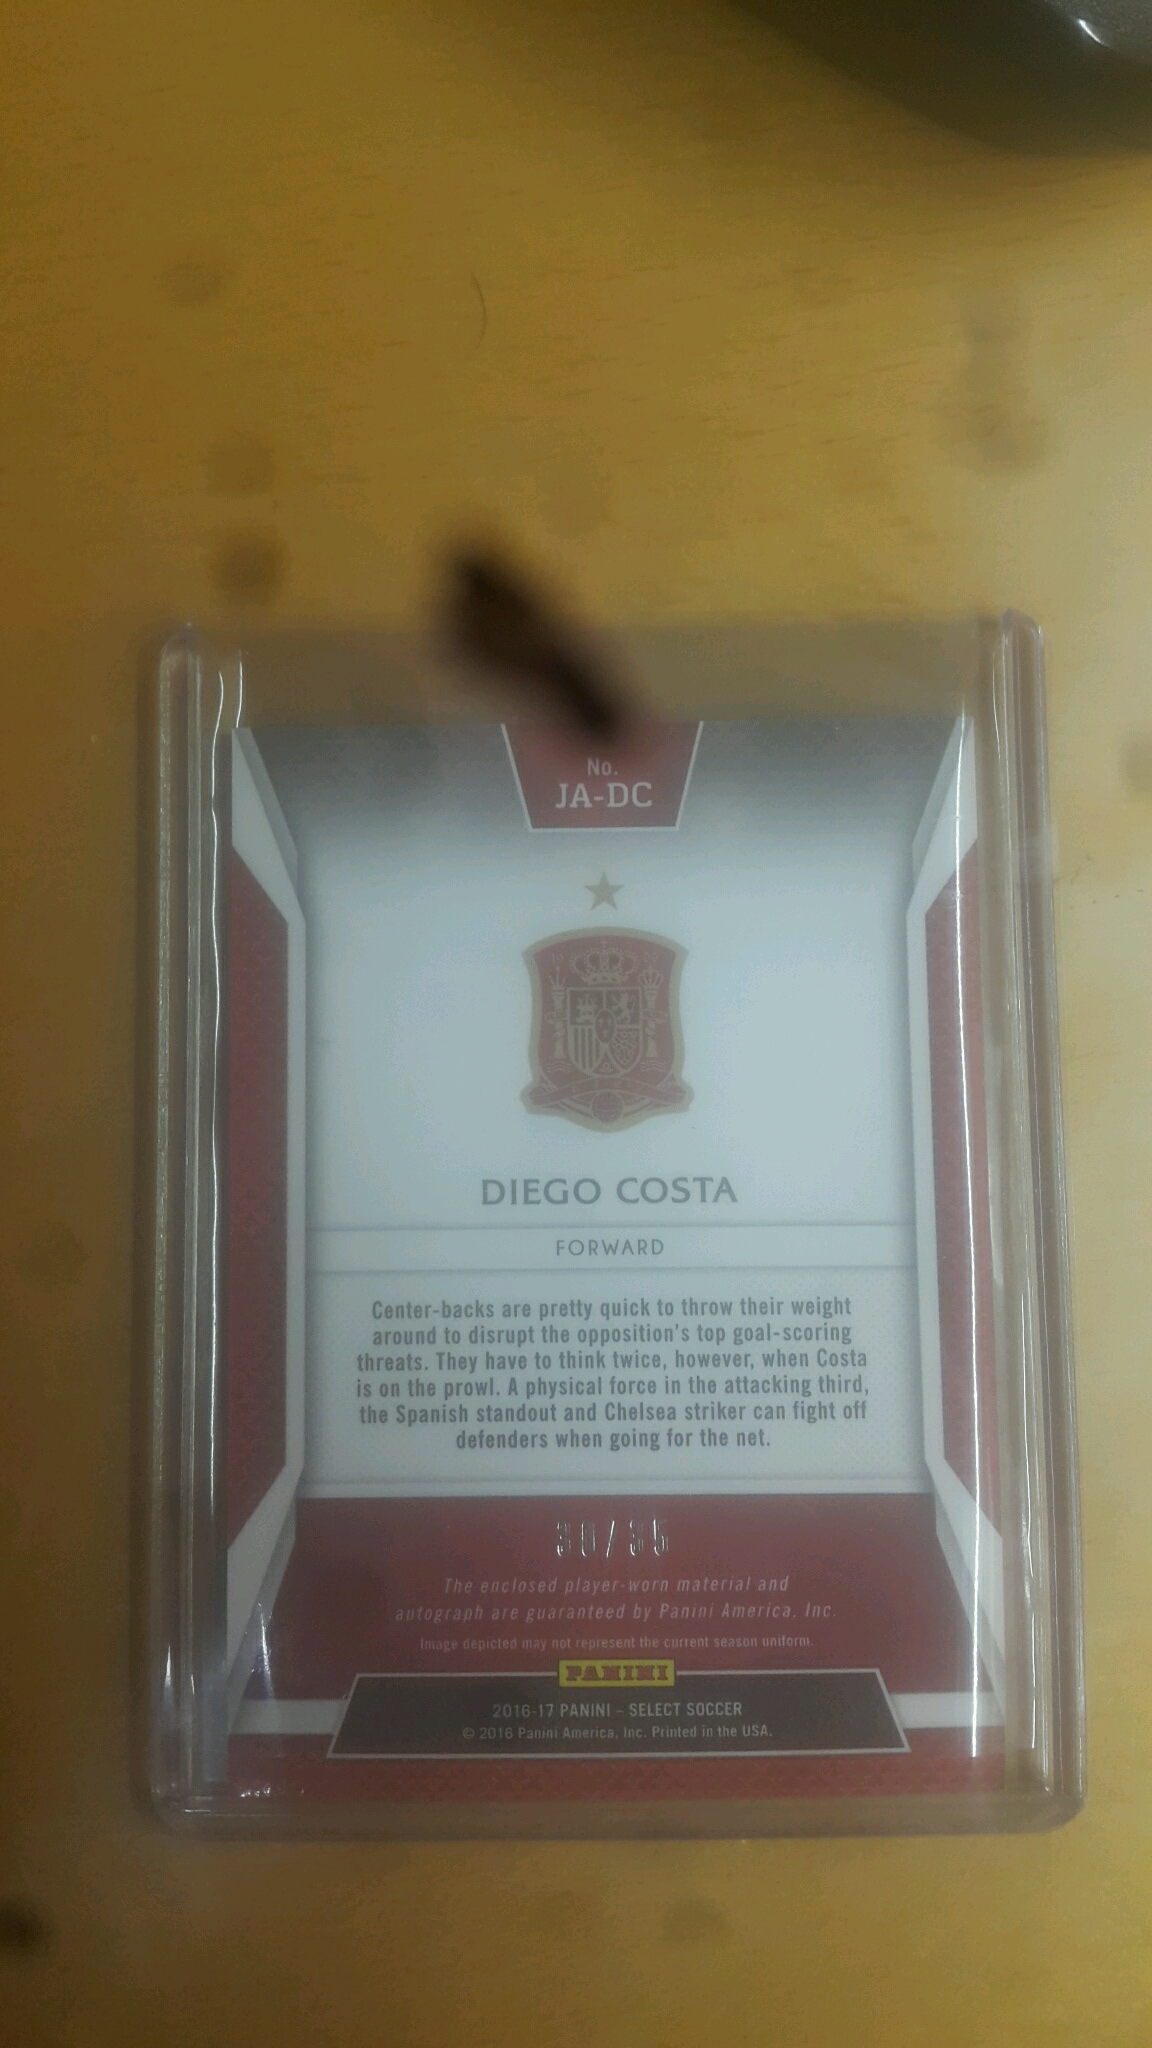 No.
JA-DC
DIEGO COSTA
FORWARD
Center-backs are pretty quick to throw their weight
around to disrupt the opposition's top goal-scoring
threats. They have to think twice, however, when Costa
is on the prowl. A physical force in the attacking third,
the Spanish standout and Chelsea striker can fight off
defenders when going for the net.
30/35
The enclosed player-worn material and
autograph are guaranteed by Panini America, Inc.
Image depicted may not represent the current season uniform.
PANINI
2016-17 PANINI – SELECT SOCCER
© 2016 Panini America, Inc. Printed in the USA.